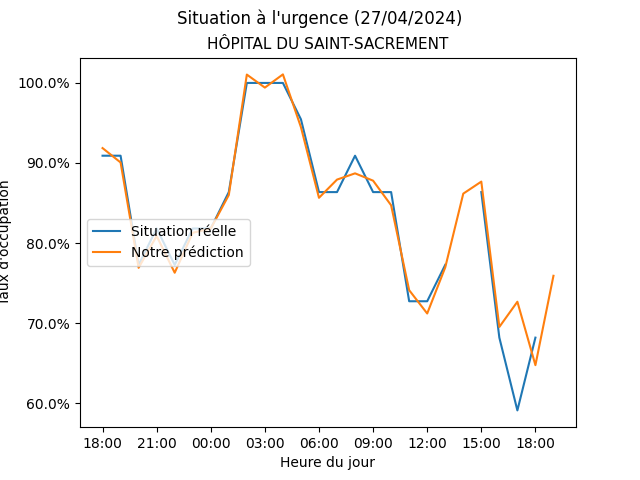 Situation à l'urgence (27/04/2024)
HÔPITAL DU SAINT-SACREMENT
100.0%
90.0%
80.0%
70.0%
60.0%
Taux d'occupation
Situation réelle
Notre prédiction
18:00 21:00 00:00 03:00 06:00 09:00 12:00 15:00 18:00
Heure du jour